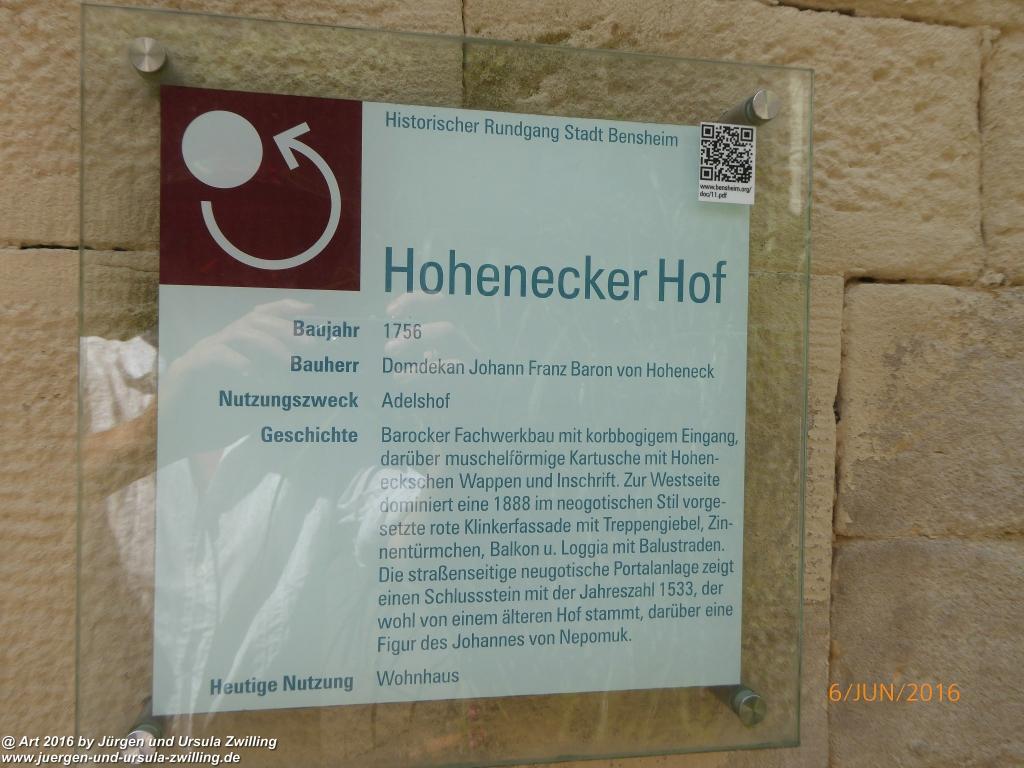 Historischer Rundgang Stadt Bensheim
www.bensheim.org/
doc/11.pdf
Hohenecker Hof
Baujahr 1756
Bauherr Domdekan Johann Franz Baron von Hoheneck
Nutzungszweck Adelshof
Geschichte Barocker Fachwerkbau mit korbbogigem Eingang,
darüber muschelförmige Kartusche mit Hohen-
eckschen Wappen und Inschrift. Zur Westseite
dominiert eine 1888 im neogotischen Stil vorge-
setzte rote Klinkerfassade mit Treppengiebel, Zin-
nentürmchen, Balkon u. Loggia mit Balustraden.
Die straßenseitige neugotische Portalanlage zeigt
einen Schlussstein mit der Jahreszahl 1533, der
wohl von einem älteren Hof stammt, darüber eine
Figur des Johannes von Nepomuk.
Heutige Nutzung Wohnhaus
6/JUN/2016
@ Art 2016 by Jürgen und Ursula Zwilling
www.juergen-und-ursula-zwilling.de